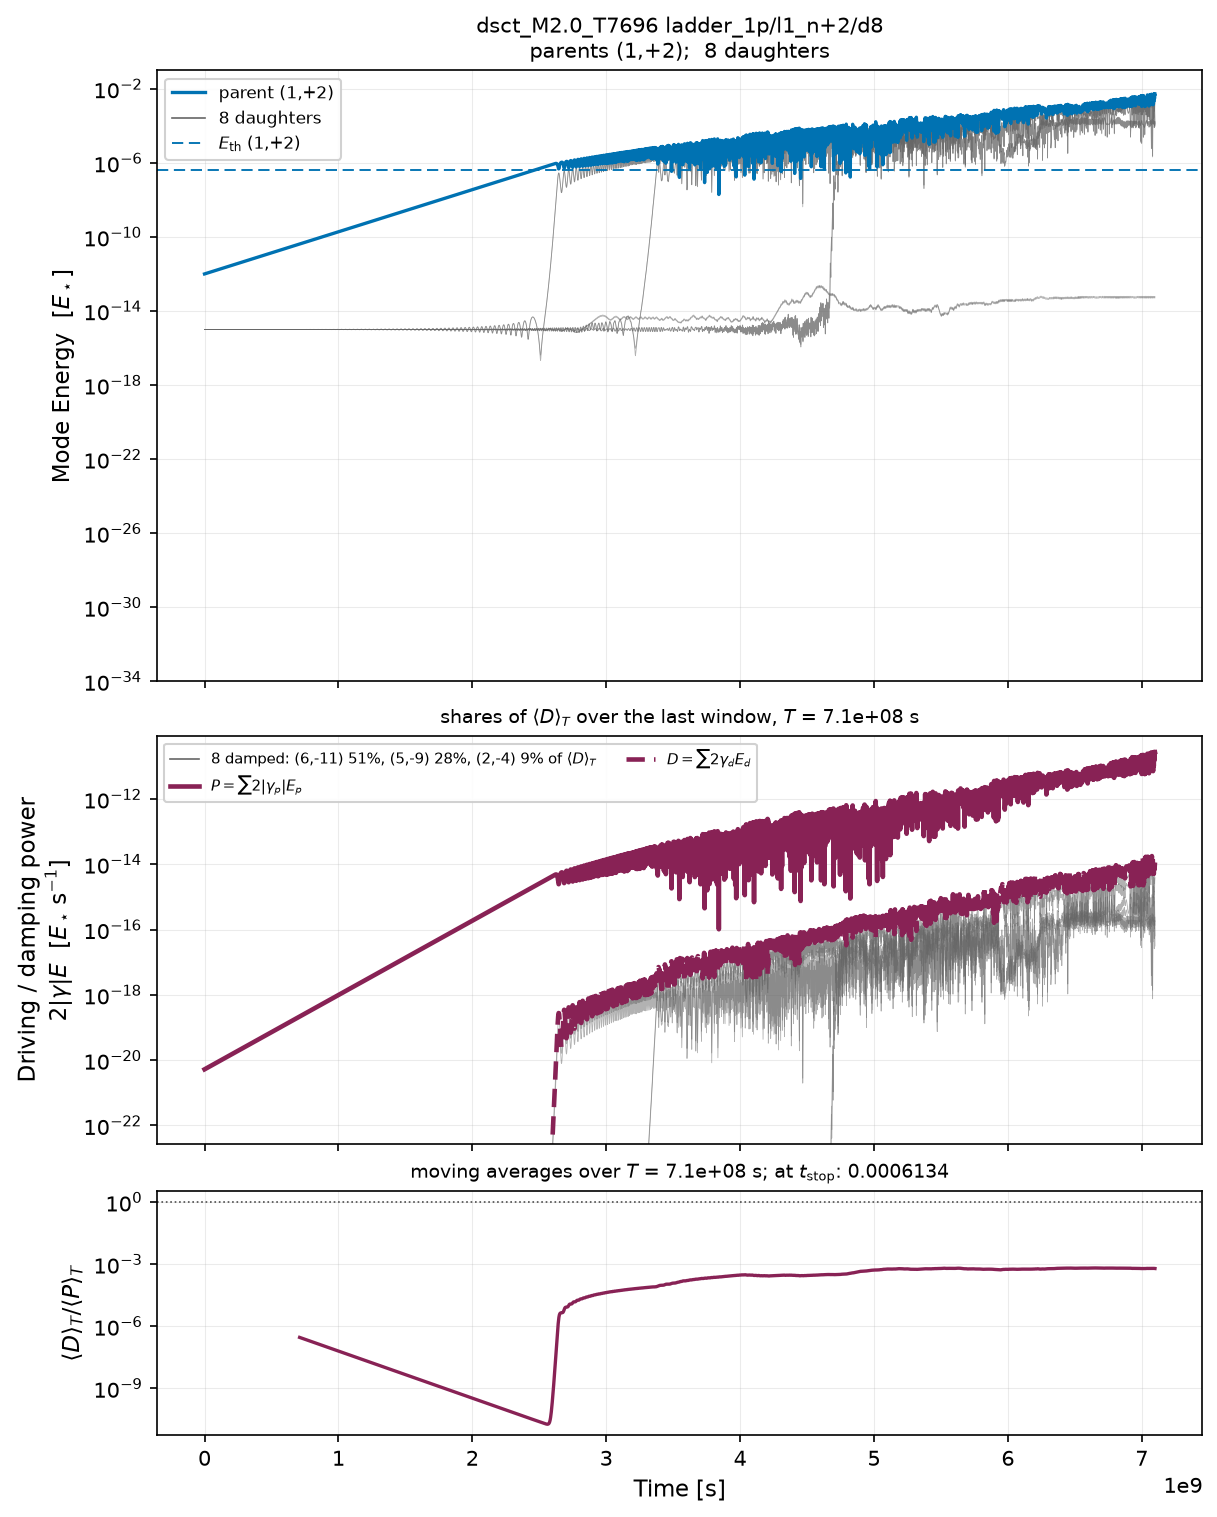 dsct_M2.0_T7696 ladder_1p/l1_n+2/d8
parents (1,+2);  8 daughters
parent (1,+2)
8 daughters
E_th (1,+2)
Mode Energy  [E⋆]
10⁻²
10⁻⁶
10⁻¹⁰
10⁻¹⁴
10⁻¹⁸
10⁻²²
10⁻²⁶
10⁻³⁰
10⁻³⁴
shares of ⟨D⟩_T over the last window, T = 7.1e+08 s
8 damped: (6,-11) 51%, (5,-9) 28%, (2,-4) 9% of ⟨D⟩_T
P = ∑2|γ_p|E_p
D = ∑2γ_dE_d
Driving / damping power
2|γ|E  [E⋆ s⁻¹]
10⁻¹²
10⁻¹⁴
10⁻¹⁶
10⁻¹⁸
10⁻²⁰
10⁻²²
moving averages over T = 7.1e+08 s; at t_stop: 0.0006134
⟨D⟩_T/⟨P⟩_T
10⁰
10⁻³
10⁻⁶
10⁻⁹
0 1 2 3 4 5 6 7
1e9
Time [s]